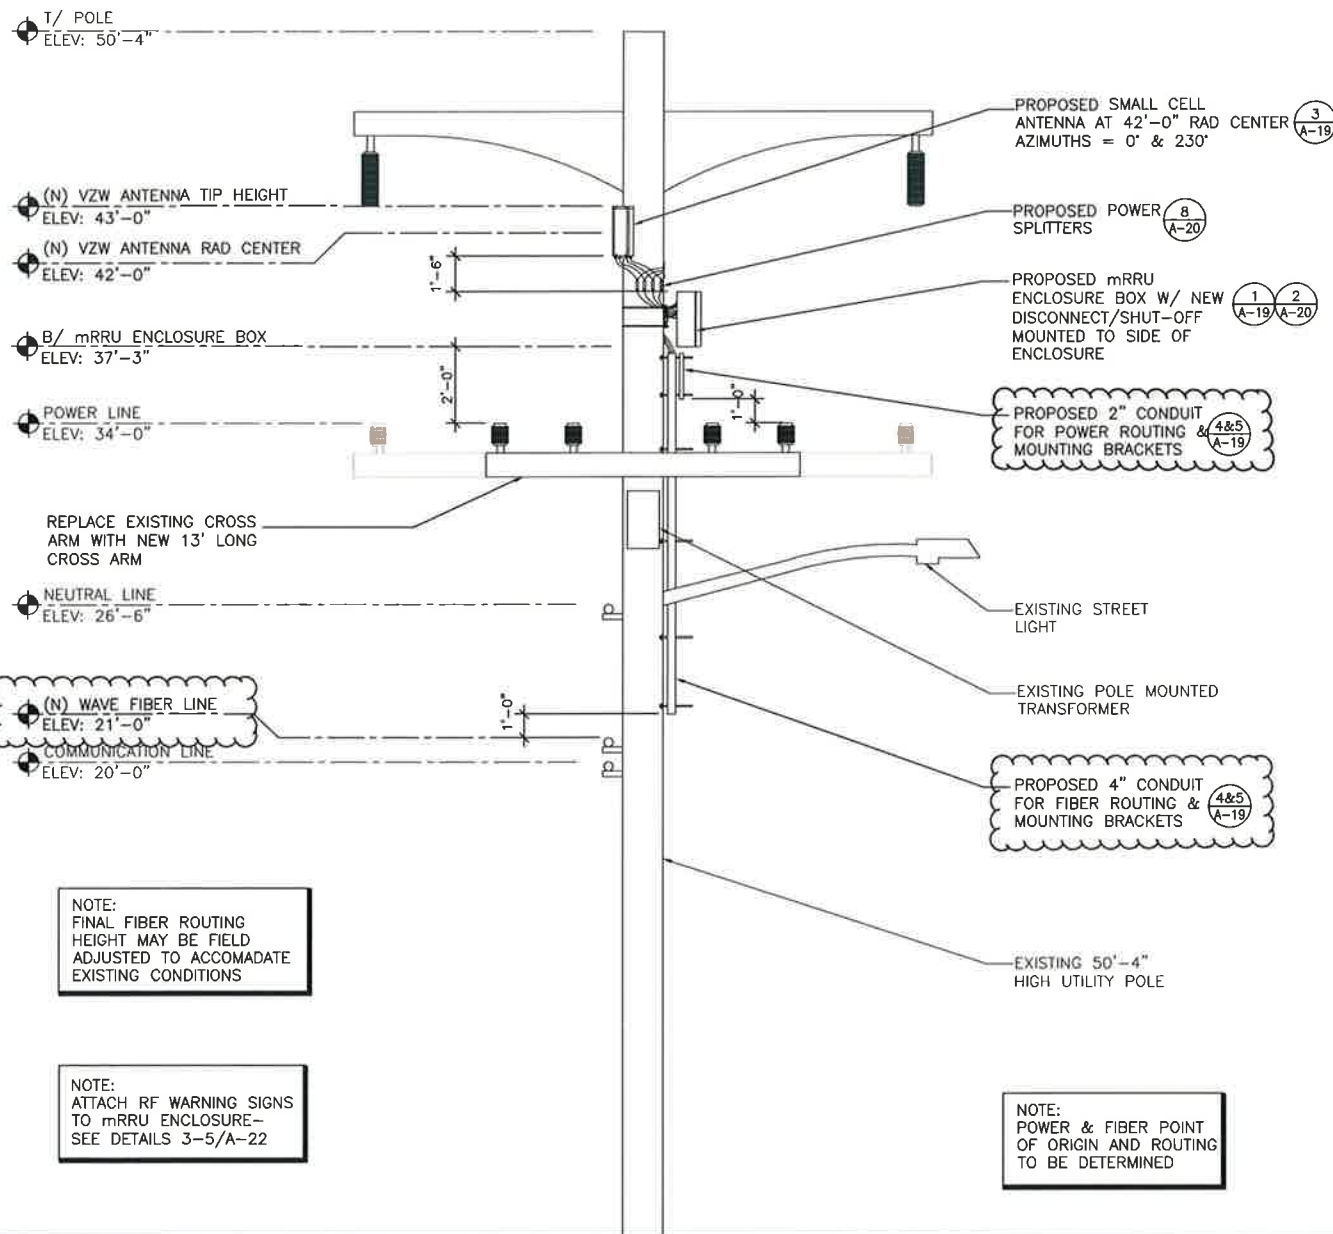 T/ POLE
ELEV: 50'-4"
(N) VZW ANTENNA TIP HEIGHT
ELEV: 43'-0"
(N) VZW ANTENNA RAD CENTER
ELEV: 42'-0"
B/ mRRU ENCLOSURE BOX
ELEV: 37'-3"
POWER LINE
ELEV: 34'-0"
REPLACE EXISTING CROSS
ARM WITH NEW 13' LONG
CROSS ARM
NEUTRAL LINE
ELEV: 26'-6"
(N) WAVE FIBER LINE
ELEV: 21'-0"
COMMUNICATION LINE
ELEV: 20'-0"
NOTE:
FINAL FIBER ROUTING
HEIGHT MAY BE FIELD
ADJUSTED TO ACCOMADATE
EXISTING CONDITIONS
NOTE:
ATTACH RF WARNING SIGNS
TO mRRU ENCLOSURE-
SEE DETAILS 3-5/A-22
1'-6"
2'-0"
1'-0"
1'-0"
PROPOSED SMALL CELL
ANTENNA AT 42'-0" RAD CENTER
AZIMUTHS = 0° & 230°
3
A-19
PROPOSED POWER
SPLITTERS
8
A-20
PROPOSED mRRU
ENCLOSURE BOX W/ NEW
DISCONNECT/SHUT-OFF
MOUNTED TO SIDE OF
ENCLOSURE
1
A-19
2
A-20
PROPOSED 2" CONDUIT
FOR POWER ROUTING &
MOUNTING BRACKETS
4&5
A-19
EXISTING STREET
LIGHT
EXISTING POLE MOUNTED
TRANSFORMER
PROPOSED 4" CONDUIT
FOR FIBER ROUTING &
MOUNTING BRACKETS
4&5
A-19
EXISTING 50'-4"
HIGH UTILITY POLE
NOTE:
POWER & FIBER POINT
OF ORIGIN AND ROUTING
TO BE DETERMINED